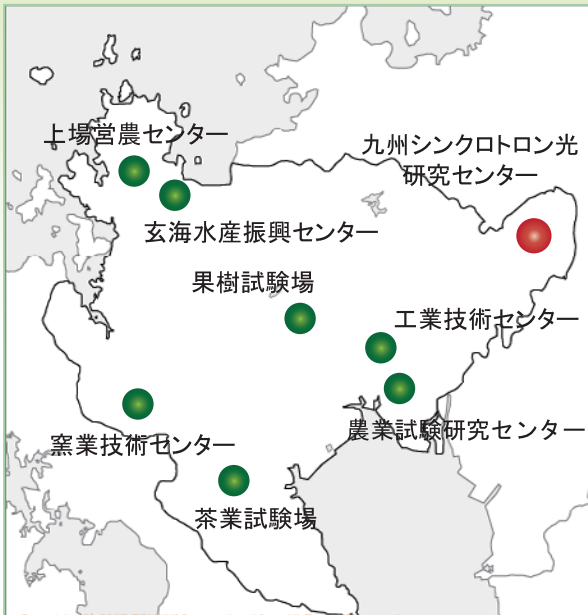 上場営農センター
九州シンクロトロン光
研究センター
玄海水産振興センター
果樹試験場
工業技術センター
農業試験研究センター
窯業技術センター
茶業試験場